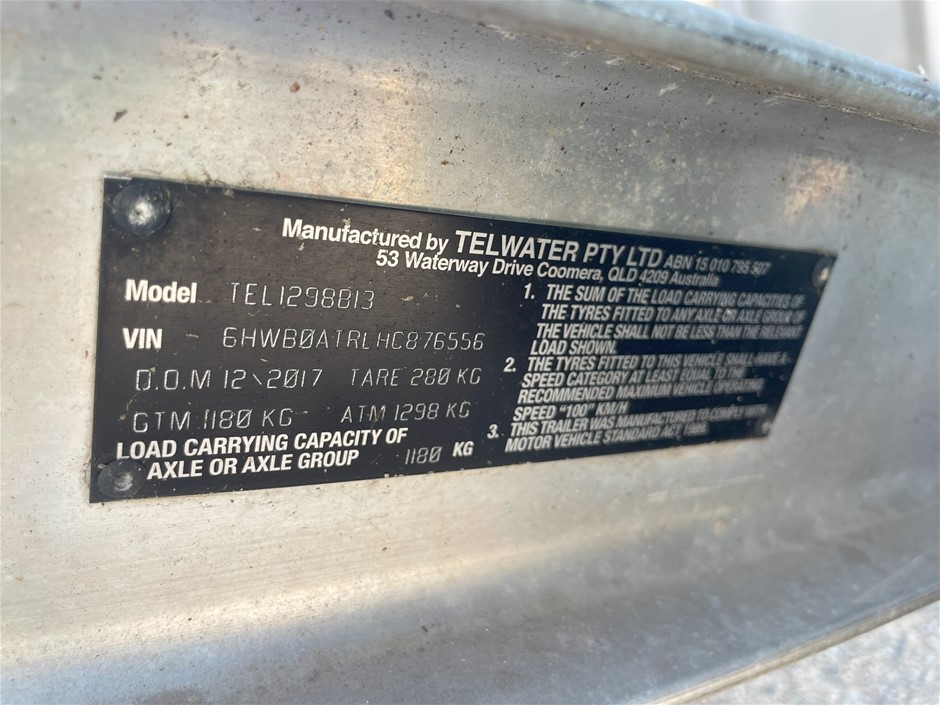 Manufactured by TELWATER PTY LTD ABN 15 010 795 507
53 Waterway Drive Coomera, QLD 4209 Australia
Model TEL1298B13
VIN - 6HWB0ATRLHC876556
D.O.M 12\2017 TARE 280 KG
GTM 1180 KG ATM 1298 KG
LOAD CARRYING CAPACITY OF
AXLE OR AXLE GROUP 1180 KG
1. THE SUM OF THE LOAD CARRYING CAPACITIES OF
THE TYRES FITTED TO ANY AXLE OR AXLE GROUP OF
THE VEHICLE SHALL NOT BE LESS THAN THE RELEVANT
LOAD SHOWN.
2. THE TYRES FITTED TO THIS VEHICLE SHALL HAVE A
SPEED CATEGORY AT LEAST EQUAL TO THE
RECOMMENDED MAXIMUM VEHICLE OPERATING
SPEED "100" KM/H
3. THIS TRAILER WAS MANUFACTURED TO COMPLY WITH
MOTOR VEHICLE STANDARD ACT 1989.